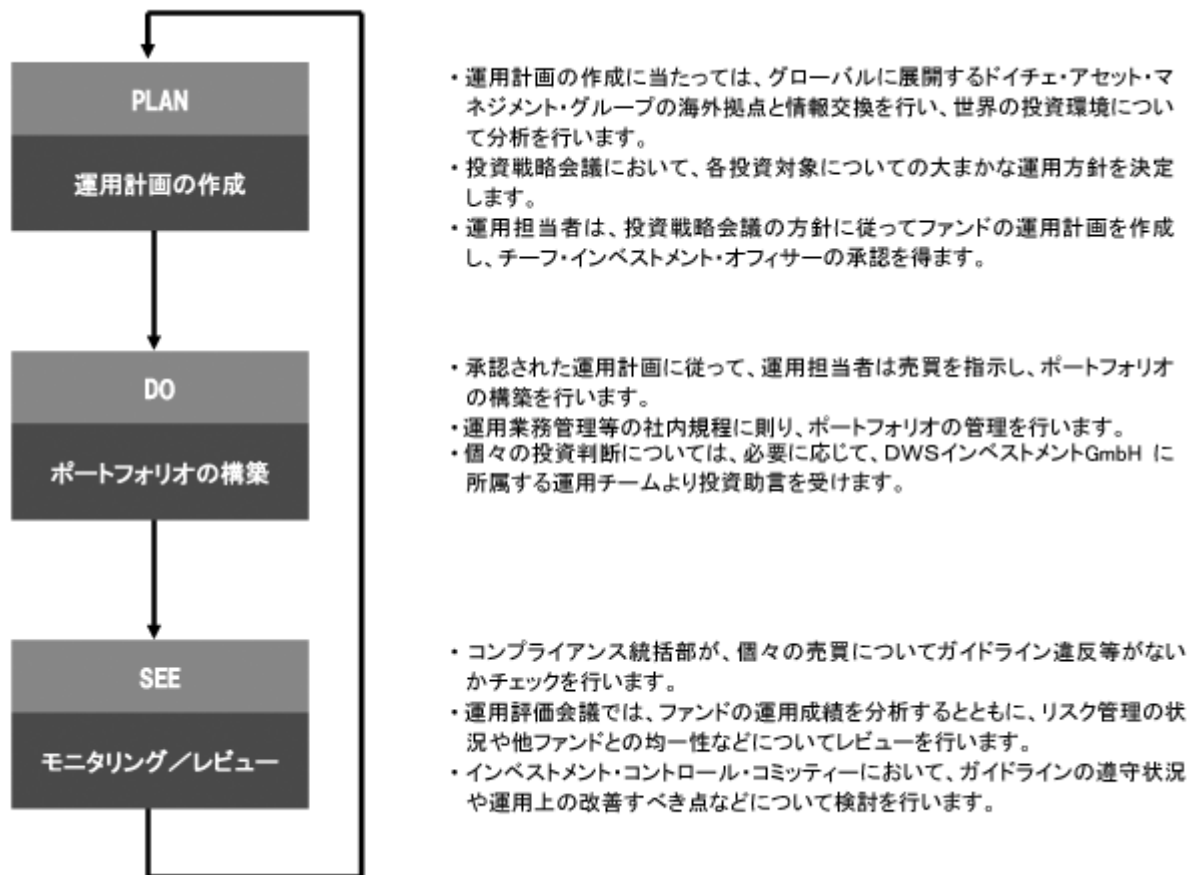 PLAN
運用計画の作成
・運用計画の作成に当たっては、グローバルに展開するドイチェ・アセット・マ
ネジメント・グループの海外拠点と情報交換を行い、世界の投資環境につい
て分析を行います。
・投資戦略会議において、各投資対象についての大まかな運用方針を決定
します。
・運用担当者は、投資戦略会議の方針に従ってファンドの運用計画を作成
し、チーフ・インベストメント・オフィサーの承認を得ます。
DO
ポートフォリオの構築
・承認された運用計画に従って、運用担当者は売買を指示し、ポートフォリオ
の構築を行います。
・運用業務管理等の社内規程に則り、ポートフォリオの管理を行います。
・個々の投資判断については、必要に応じて、DWSインベストメントGmbH に
所属する運用チームより投資助言を受けます。
SEE
モニタリング／レビュー
・コンプライアンス統括部が、個々の売買についてガイドライン違反等がない
かチェックを行います。
・運用評価会議では、ファンドの運用成績を分析するとともに、リスク管理の状
況や他ファンドとの均一性などについてレビューを行います。
・インベストメント・コントロール・コミッティーにおいて、ガイドラインの遵守状況
や運用上の改善すべき点などについて検討を行います。